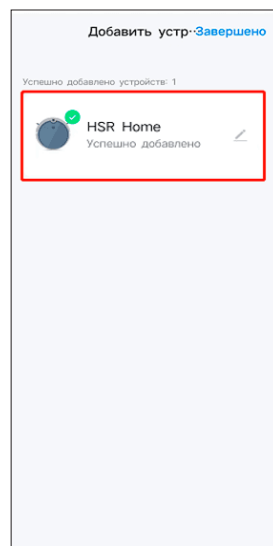 Добавить устр··Завершено
Успешно добавлено устройств: 1
HSR Home
Успешно добавлено